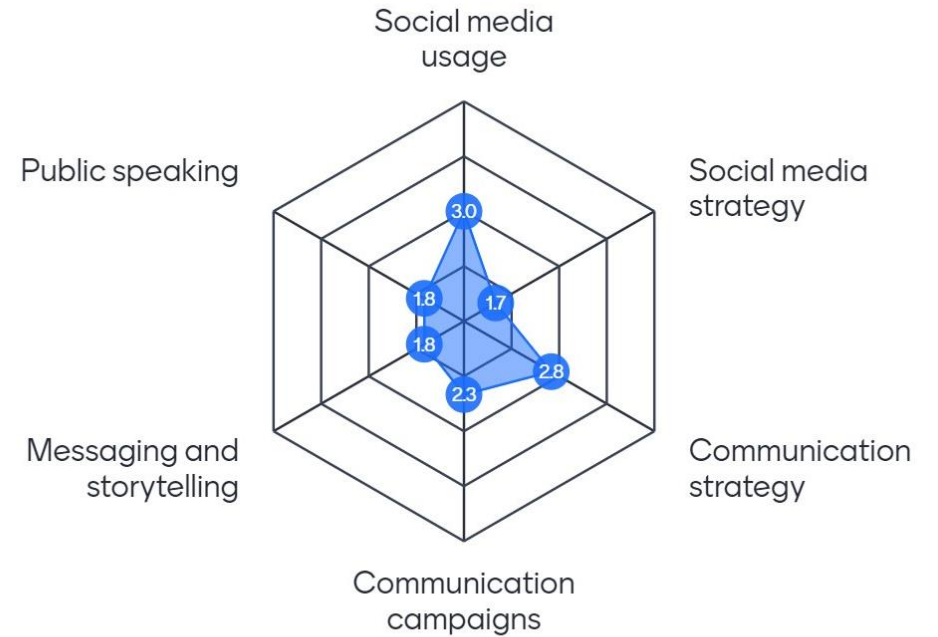 Social media
usage
Public speaking
Social media
strategy
3.0
1.8
1.7
1.8
2.8
2.3
Messaging and
storytelling
Communication
strategy
Communication
campaigns